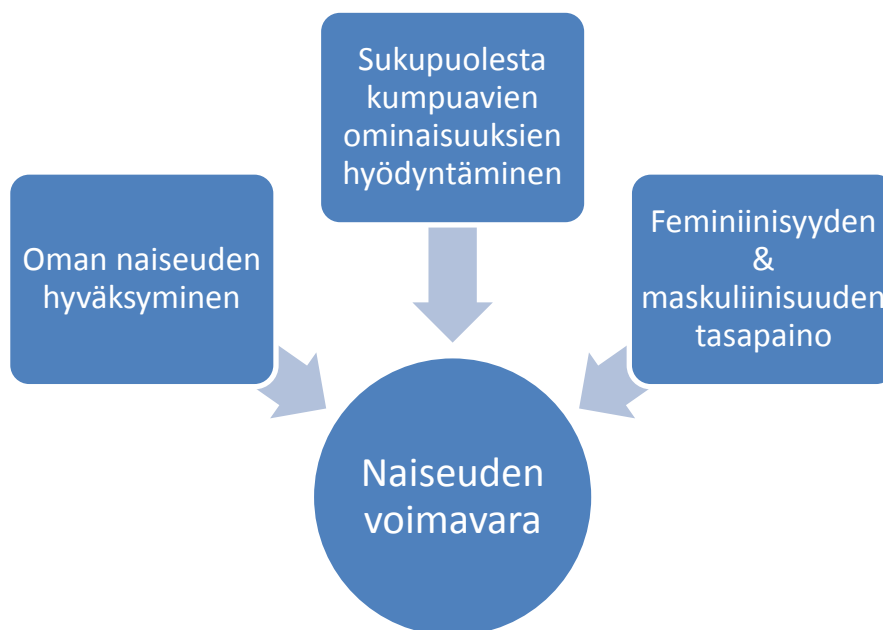 Sukupuolesta
kumpuavien
ominaisuuksien
hyödyntäminen
Oman naiseuden
hyväksyminen
Feminiinisyyden
&
maskuliinisuuden
tasapaino
Naiseuden
voimavara